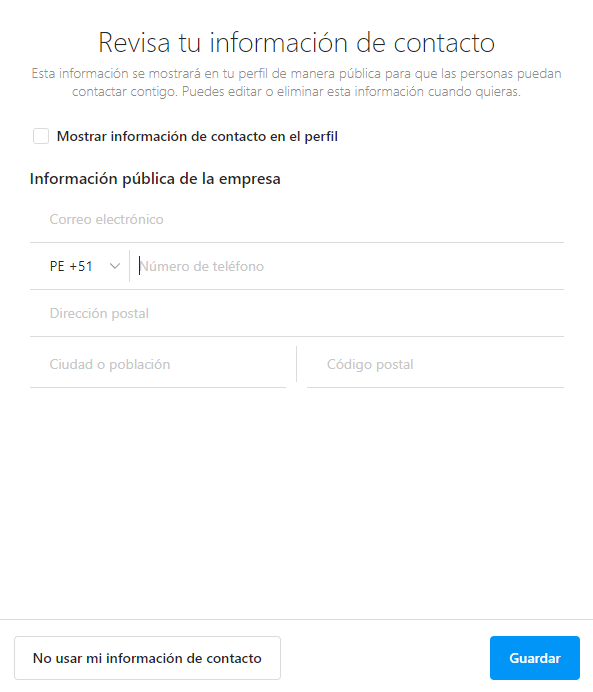 Revisa tu información de contacto
Esta información se mostrará en tu perfil de manera pública para que las personas puedan
contactar contigo. Puedes editar o eliminar esta información cuando quieras.
Mostrar información de contacto en el perfil
Información pública de la empresa
Correo electrónico
PE +51 Número de teléfono
Dirección postal
Ciudad o población Código postal
No usar mi información de contacto Guardar